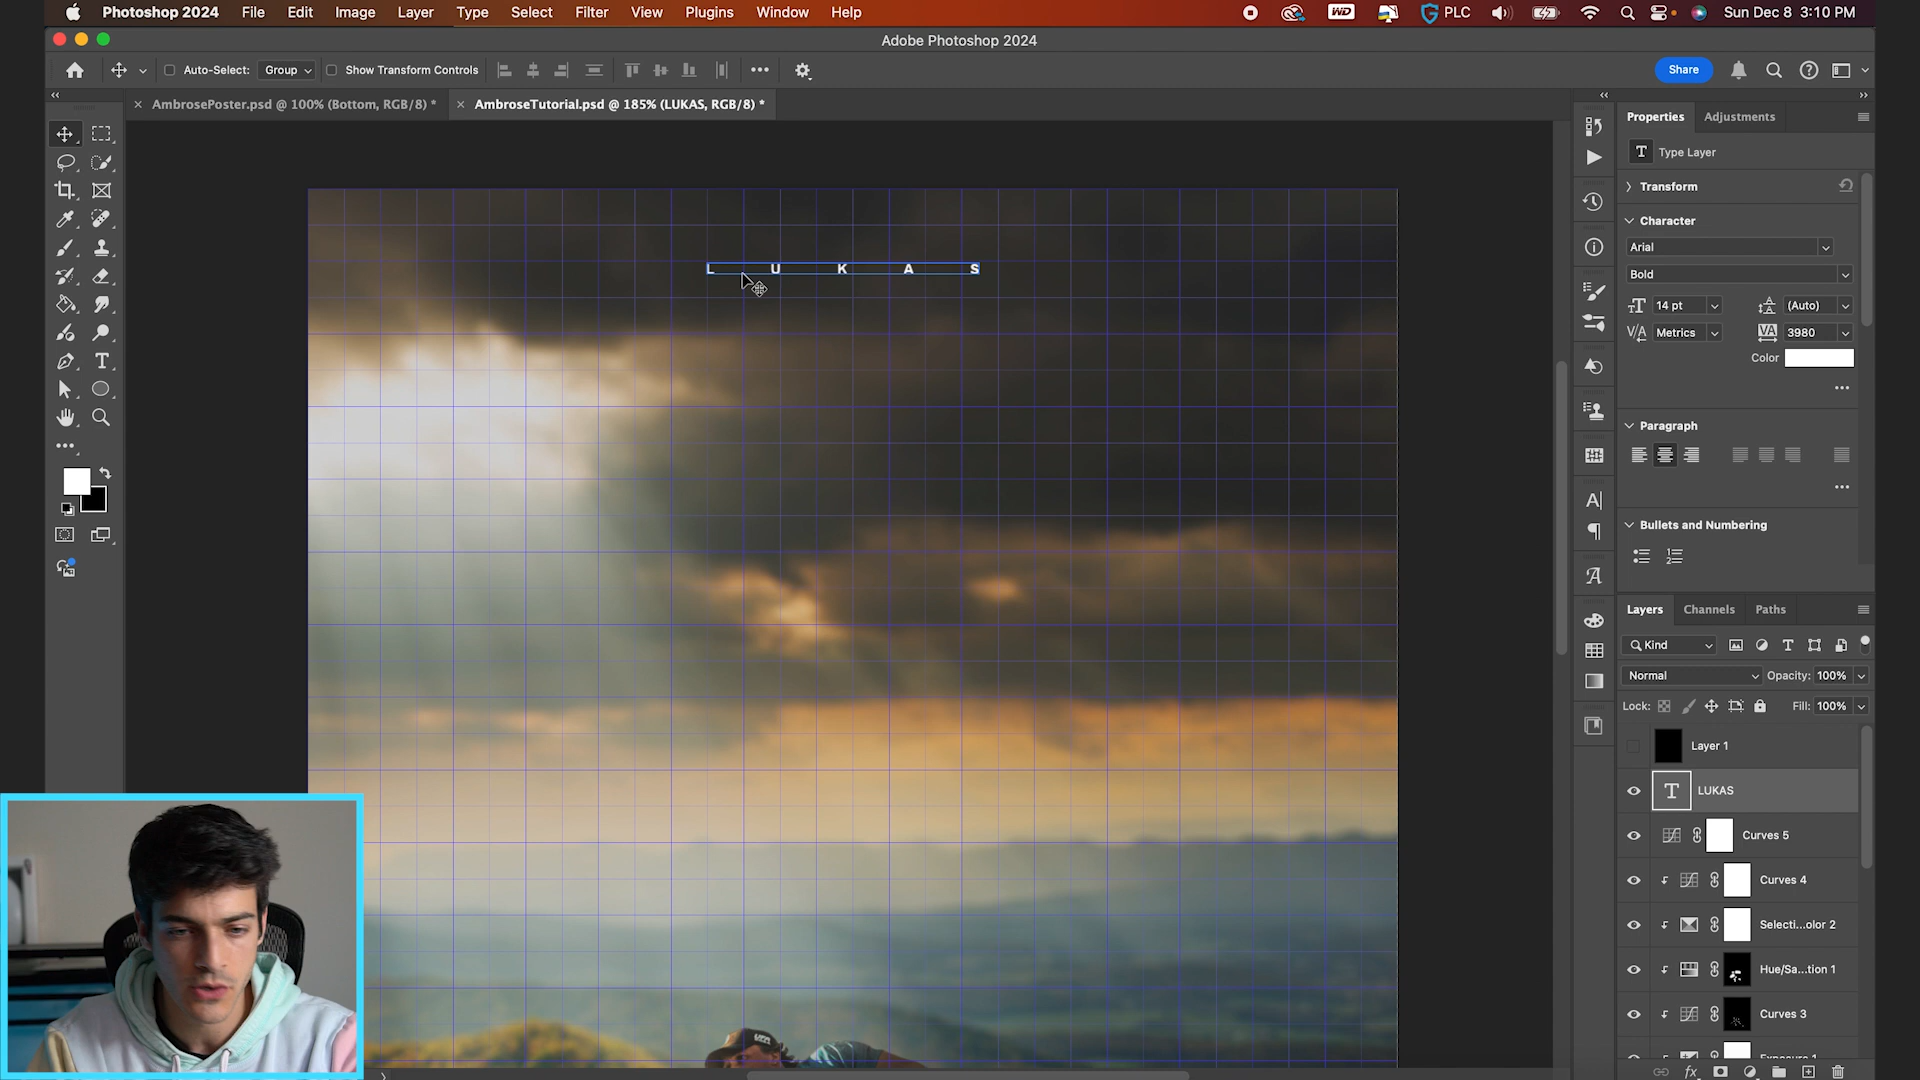 Photoshop 2024 File Edit Image Layer Type Select Filter View Plugins Window Help WD PLC Sun Dec 8 3:10 PM
Adobe Photoshop 2024
Auto-Select: Group Show Transform Controls Share
AmbrosePoster.psd @ 100% (Bottom, RGB/8) * AmbroseTutorial.psd @ 185% (LUKAS, RGB/8) *
Properties Adjustments
Type Layer
Transform
Character
Arial
Bold
14 pt (Auto)
Metrics 3980
Color
Paragraph
Bullets and Numbering
Layers Channels Paths
Kind
Normal Opacity: 100%
Lock: Fill: 100%
Layer 1
LUKAS
Curves 5
Curves 4
Selecti...olor 2
Hue/Sa...tion 1
Curves 3
Exposure 1
L U K A S